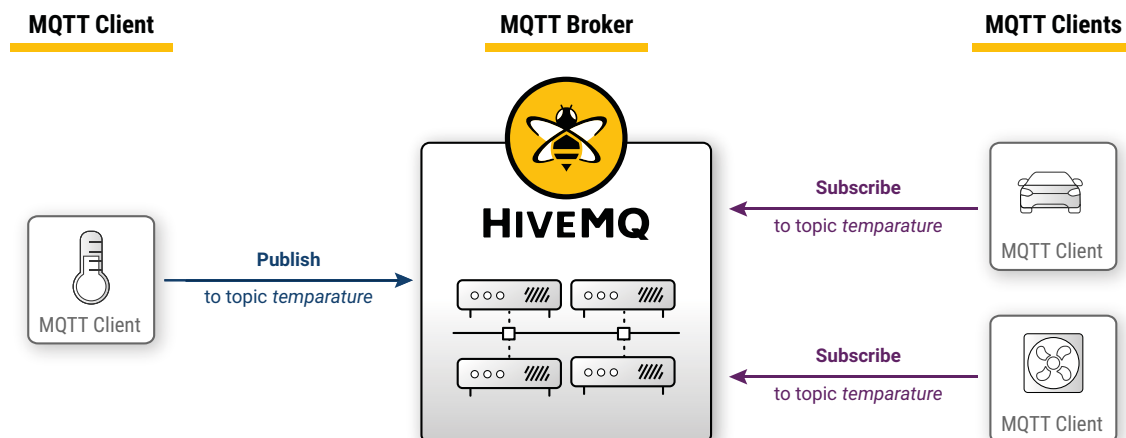 MQTT Client
MQTT Broker
MQTT Clients
HIVEMQ
Publish
to topic temparature
MQTT Client
Subscribe
to topic temparature
MQTT Client
Subscribe
to topic temparature
MQTT Client